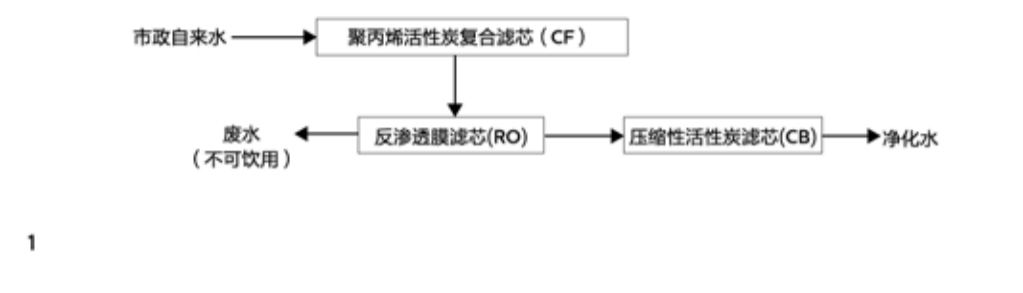 市政自来水
聚丙烯活性炭复合滤芯（CF）
废水
（不可饮用）
反渗透膜滤芯(RO)
压缩性活性炭滤芯(CB)
净化水
1